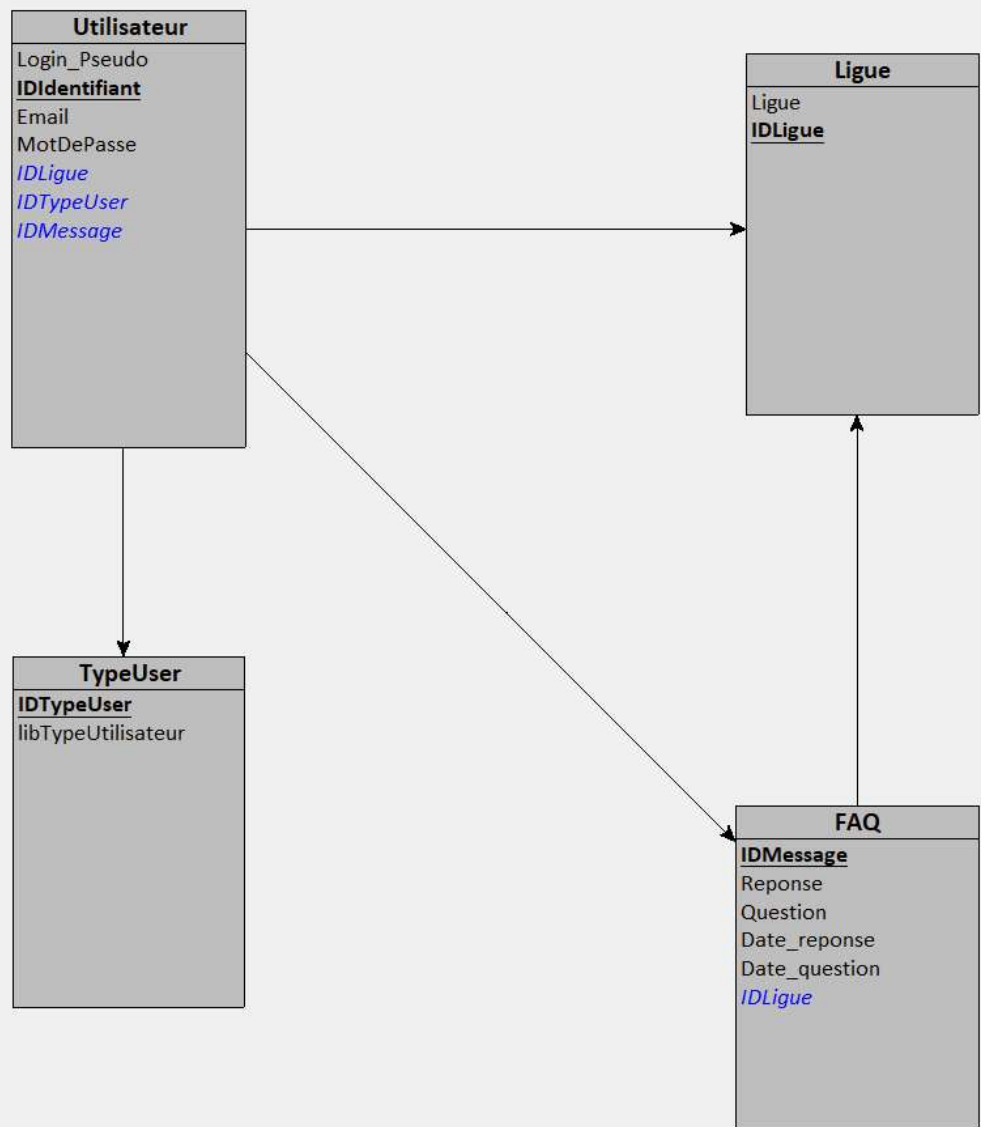 Utilisateur
Login_Pseudo
IDIdentifiant
Email
MotDePasse
IDLigue
IDTypeUser
IDMessage
Ligue
Ligue
IDLigue
TypeUser
IDTypeUser
libTypeUtilisateur
FAQ
IDMessage
Reponse
Question
Date_reponse
Date_question
IDLigue